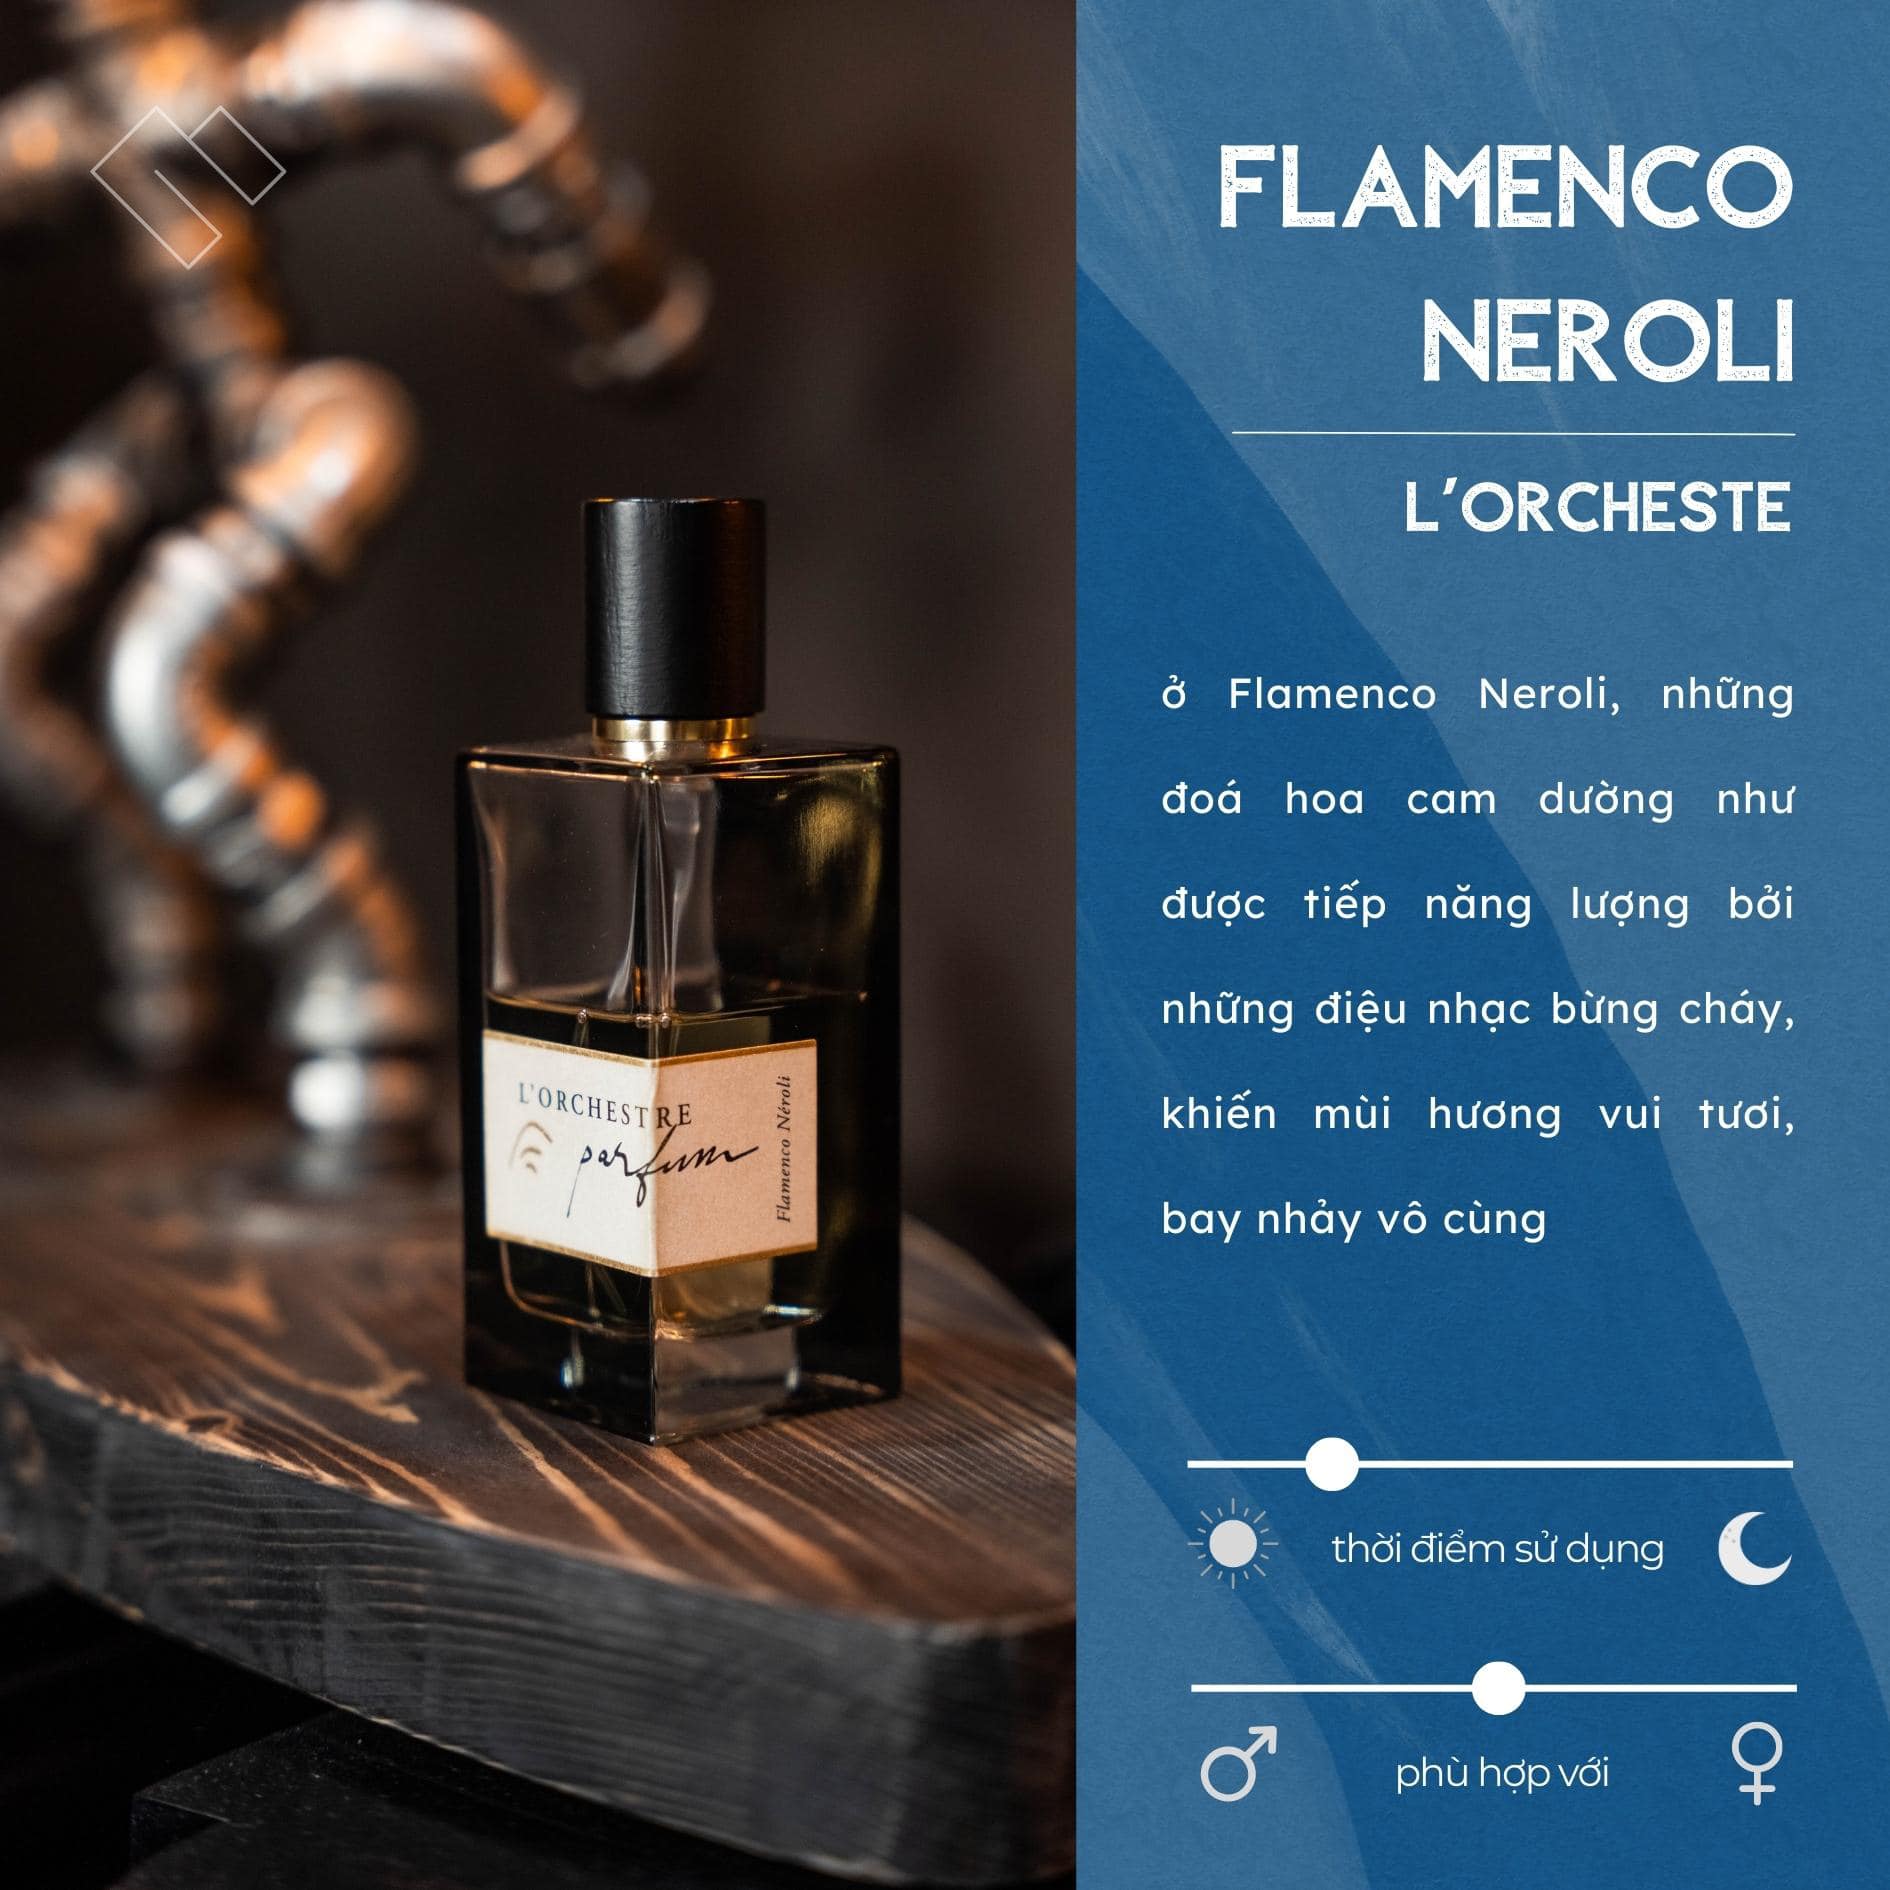 FLAMENCO
NEROLI
L'ORCHESTE
ở Flamenco Neroli, những
đoá hoa cam dường như
được tiếp năng lượng bởi
những điệu nhạc bừng cháy,
khiến mùi hương vui tươi,
bay nhảy vô cùng
thời điểm sử dụng
phù hợp với
L'ORCHESTRE
parfum
Flamenco Néroli